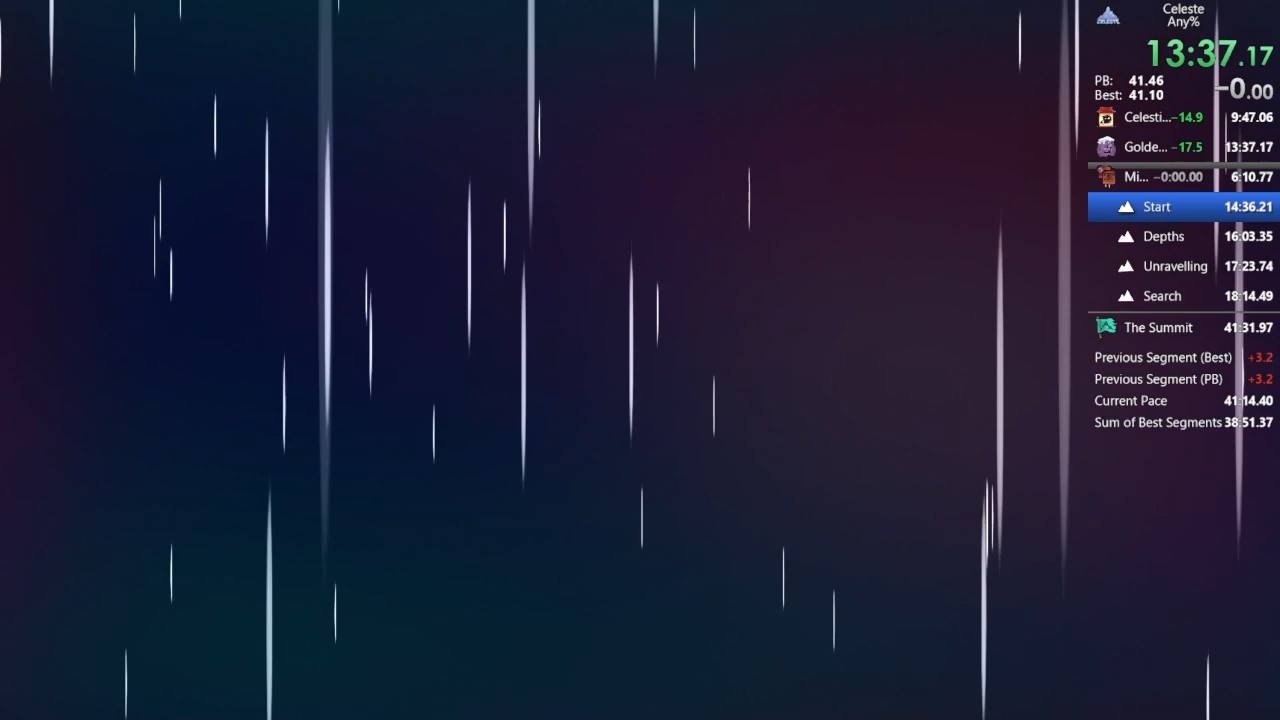 Celeste
Any%
13:37.17
PB: 41.46
Best: 41.10
-0.00
Celesti... -14.9 9:47.06
Golde... -17.5 13:37.17
Mi... -0:00.00 6:10.77
Start 14:36.21
Depths 16:03.35
Unravelling 17:23.74
Search 18:14.49
The Summit 41:31.97
Previous Segment (Best) +3.2
Previous Segment (PB) +3.2
Current Pace 41:14.40
Sum of Best Segments 38:51.37